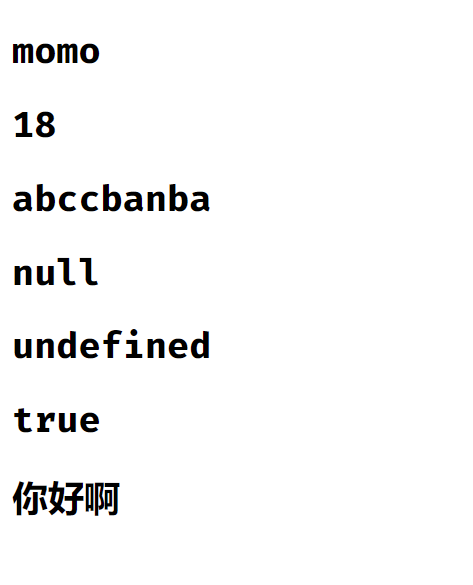 momo
18
abccbanba
null
undefined
true
你好啊